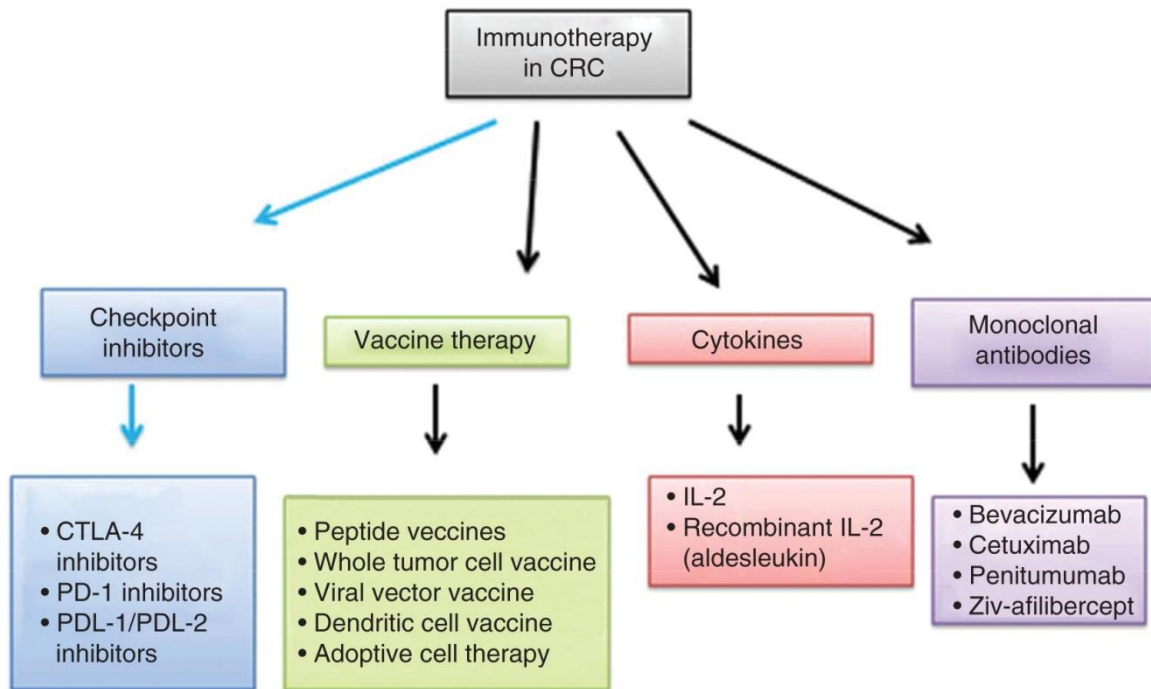 Immunotherapy
in CRC
Checkpoint
inhibitors
Vaccine therapy
Cytokines
Monoclonal
antibodies
• CTLA-4
inhibitors
• PD-1 inhibitors
• PDL-1/PDL-2
inhibitors
• Peptide veccines
• Whole tumor cell vaccine
• Viral vector vaccine
• Dendritic cell vaccine
• Adoptive cell therapy
• IL-2
• Recombinant IL-2
(aldesleukin)
• Bevacizumab
• Cetuximab
• Penitumumab
• Ziv-afilibercept